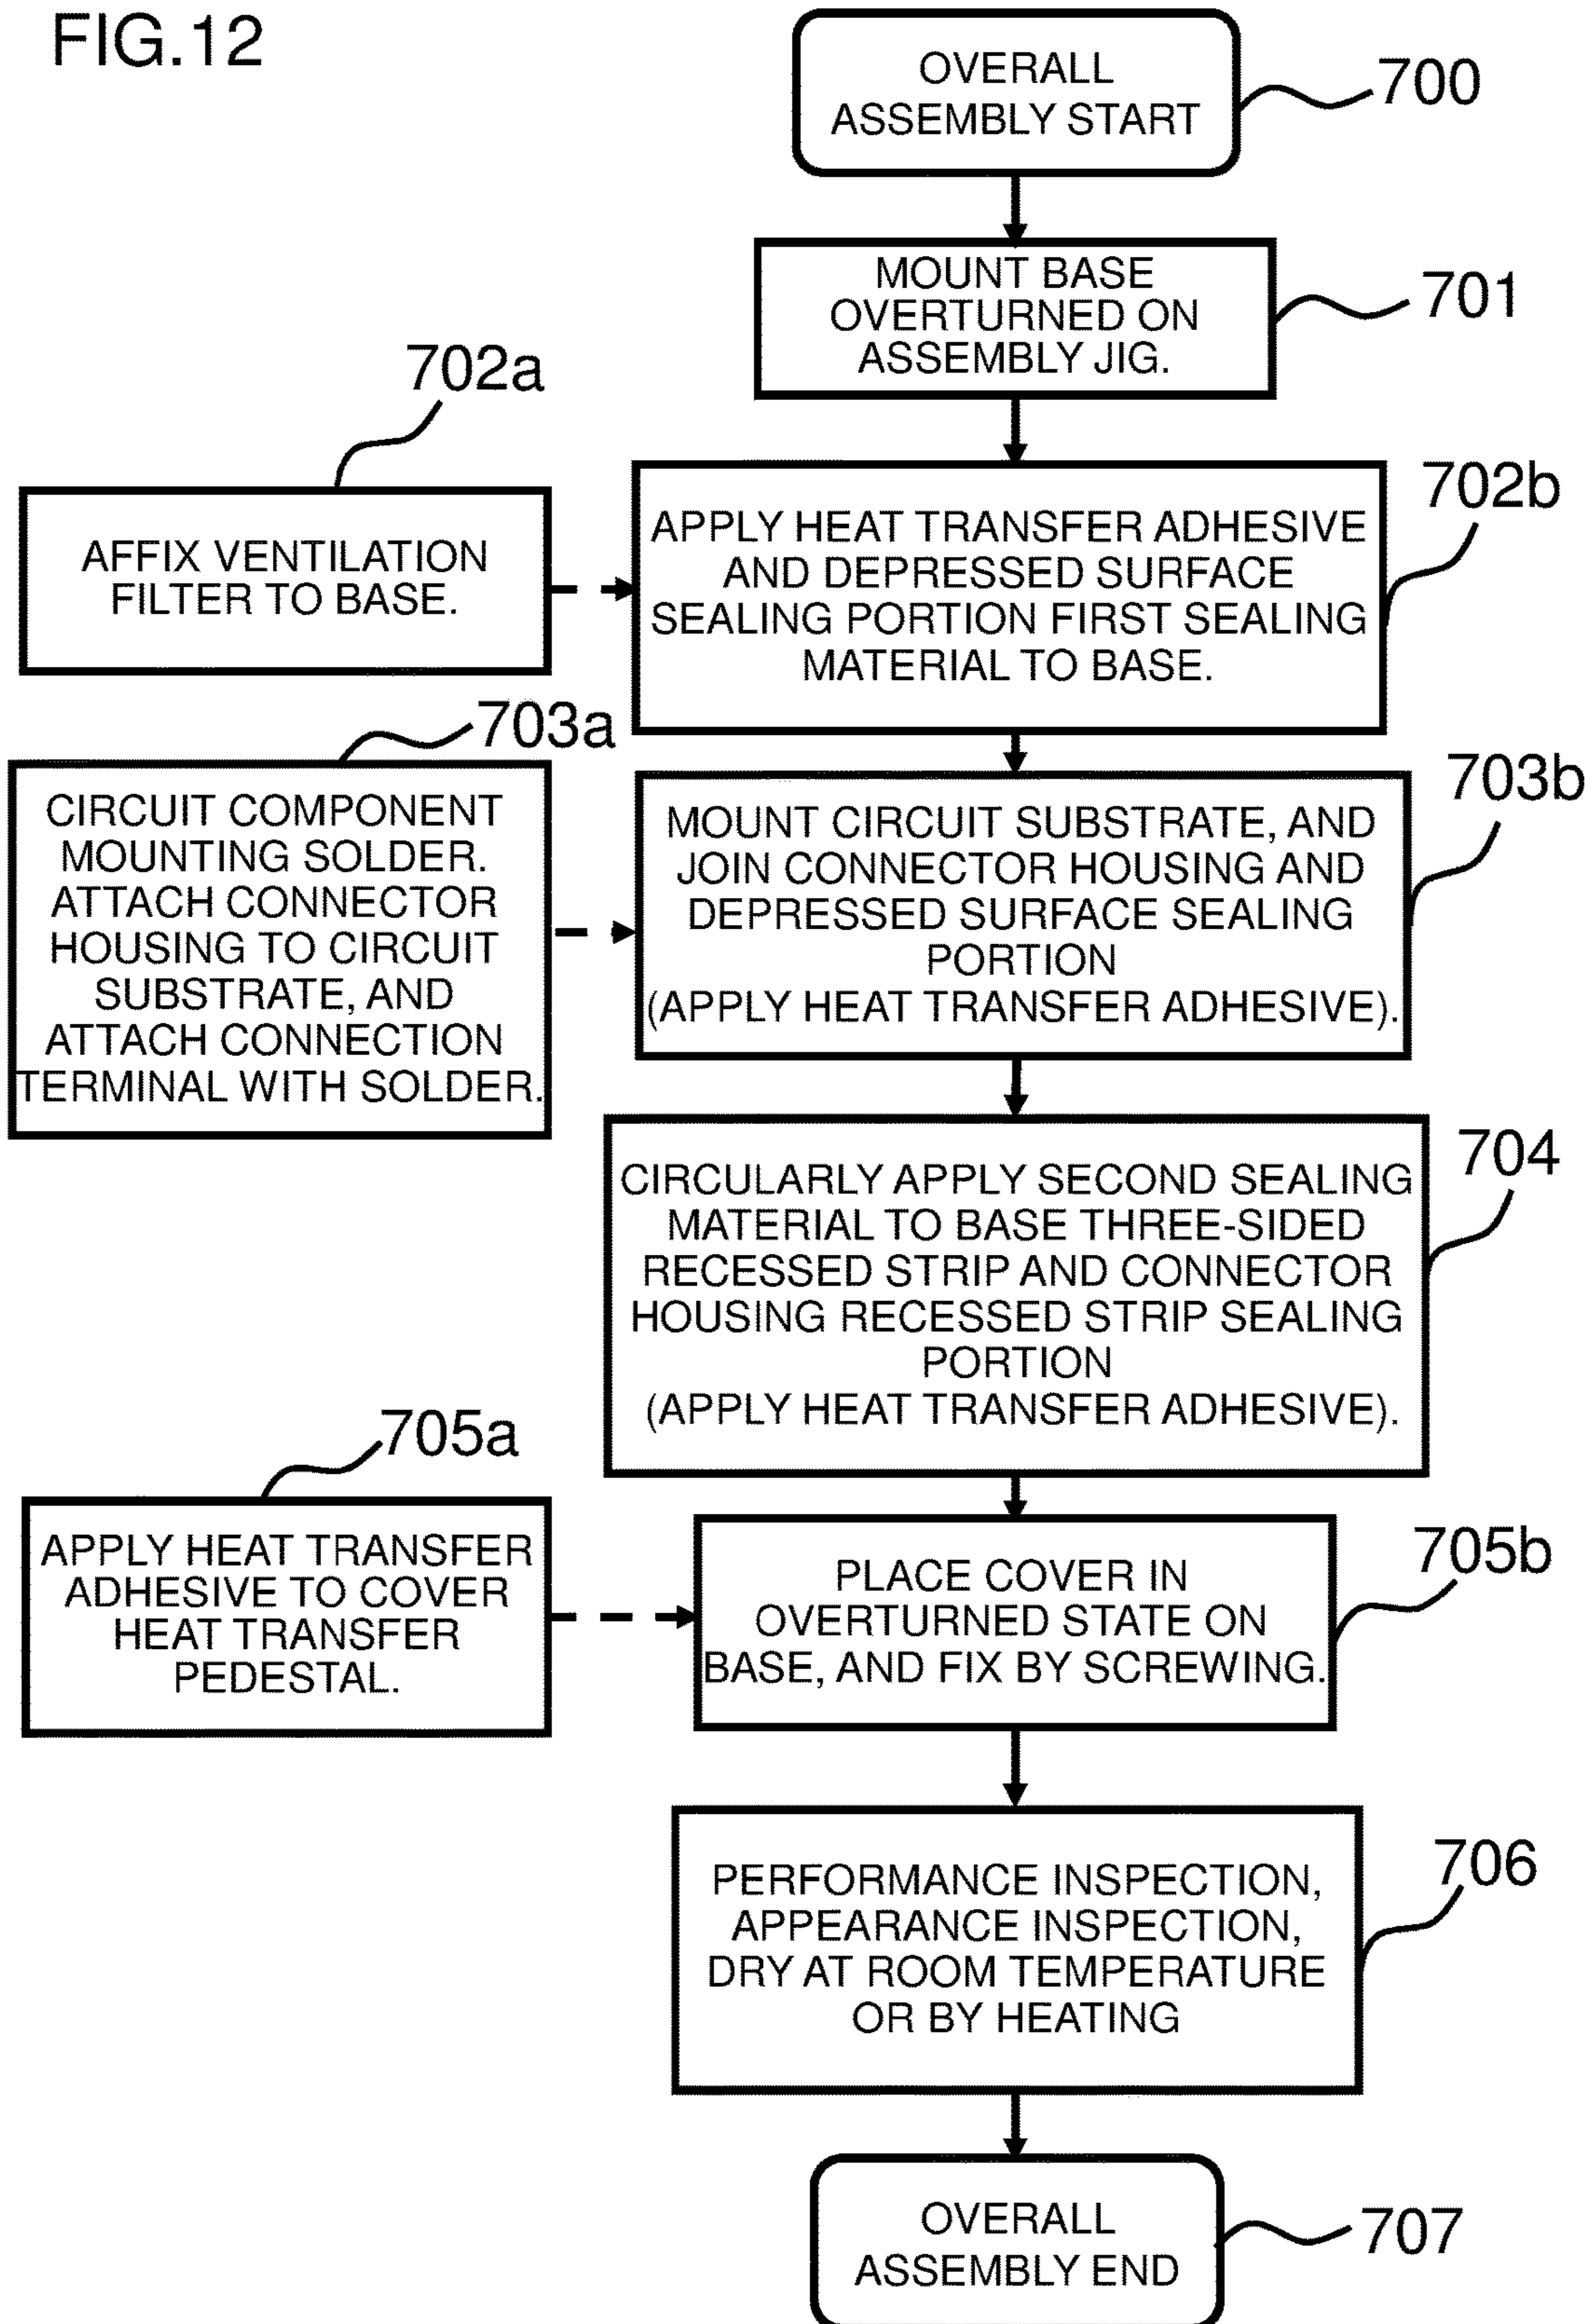 FIG.12
OVERALL
ASSEMBLY START
700
MOUNT BASE
OVERTURNED ON
ASSEMBLY JIG.
701
702a
AFFIX VENTILATION
FILTER TO BASE.
702b
APPLY HEAT TRANSFER ADHESIVE
AND DEPRESSED SURFACE
SEALING PORTION FIRST SEALING
MATERIAL TO BASE.
703a
CIRCUIT COMPONENT
MOUNTING SOLDER.
ATTACH CONNECTOR
HOUSING TO CIRCUIT
SUBSTRATE, AND
ATTACH CONNECTION
TERMINAL WITH SOLDER.
703b
MOUNT CIRCUIT SUBSTRATE, AND
JOIN CONNECTOR HOUSING AND
DEPRESSED SURFACE SEALING
PORTION
(APPLY HEAT TRANSFER ADHESIVE).
704
CIRCULARLY APPLY SECOND SEALING
MATERIAL TO BASE THREE-SIDED
RECESSED STRIP AND CONNECTOR
HOUSING RECESSED STRIP SEALING
PORTION
(APPLY HEAT TRANSFER ADHESIVE).
705a
APPLY HEAT TRANSFER
ADHESIVE TO COVER
HEAT TRANSFER
PEDESTAL.
705b
PLACE COVER IN
OVERTURNED STATE ON
BASE, AND FIX BY SCREWING.
706
PERFORMANCE INSPECTION,
APPEARANCE INSPECTION,
DRY AT ROOM TEMPERATURE
OR BY HEATING
OVERALL
ASSEMBLY END
707